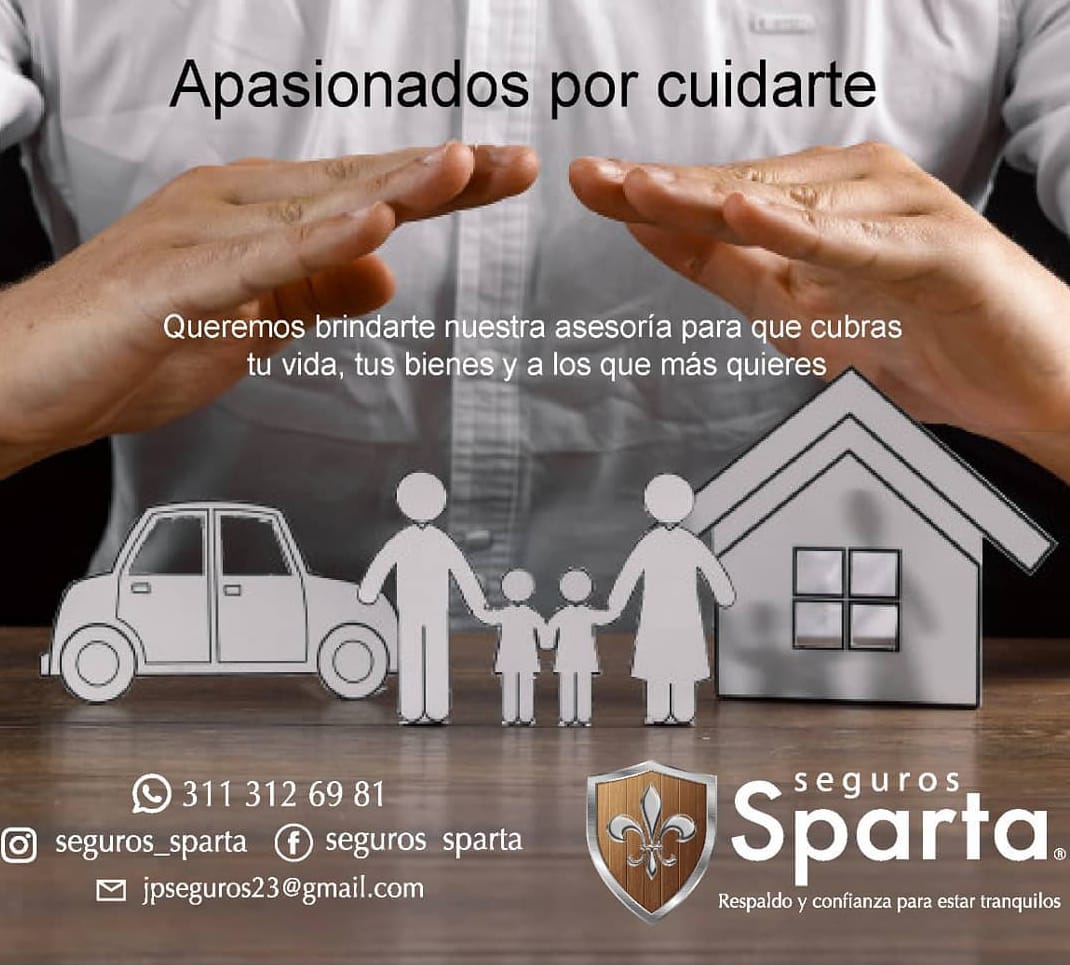 Apasionados por cuidarte
Queremos brindarte nuestra asesoría para que cubras
tu vida, tus bienes y a los que más quieres
311 312 69 81
seguros_sparta
seguros sparta
jpseguros23@gmail.com
seguros
Sparta®
Respaldo y confianza para estar tranquilos